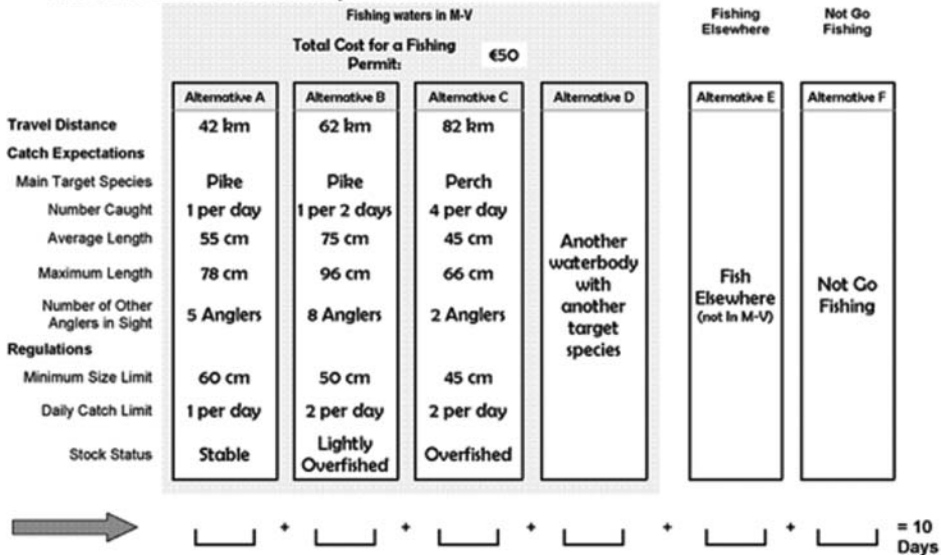 Fishing waters in M-V
Fishing Elsewhere
Not Go Fishing
Total Cost for a Fishing Permit: €50
Alternative A Alternative B Alternative C Alternative D Alternative E Alternative F
Travel Distance 42 km 62 km 82 km
Catch Expectations
Main Target Species Pike Pike Perch
Number Caught 1 per day 1 per 2 days 4 per day
Average Length 55 cm 75 cm 45 cm
Maximum Length 78 cm 96 cm 66 cm
Number of Other Anglers in Sight 5 Anglers 8 Anglers 2 Anglers
Regulations
Minimum Size Limit 60 cm 50 cm 45 cm
Daily Catch Limit 1 per day 2 per day 2 per day
Stock Status Stable Lightly Overfished Overfished
Another
waterbody
with
another
target
species
Fish
Elsewhere
(not In M-V)
Not Go
Fishing
+ + + + + = 10
Days